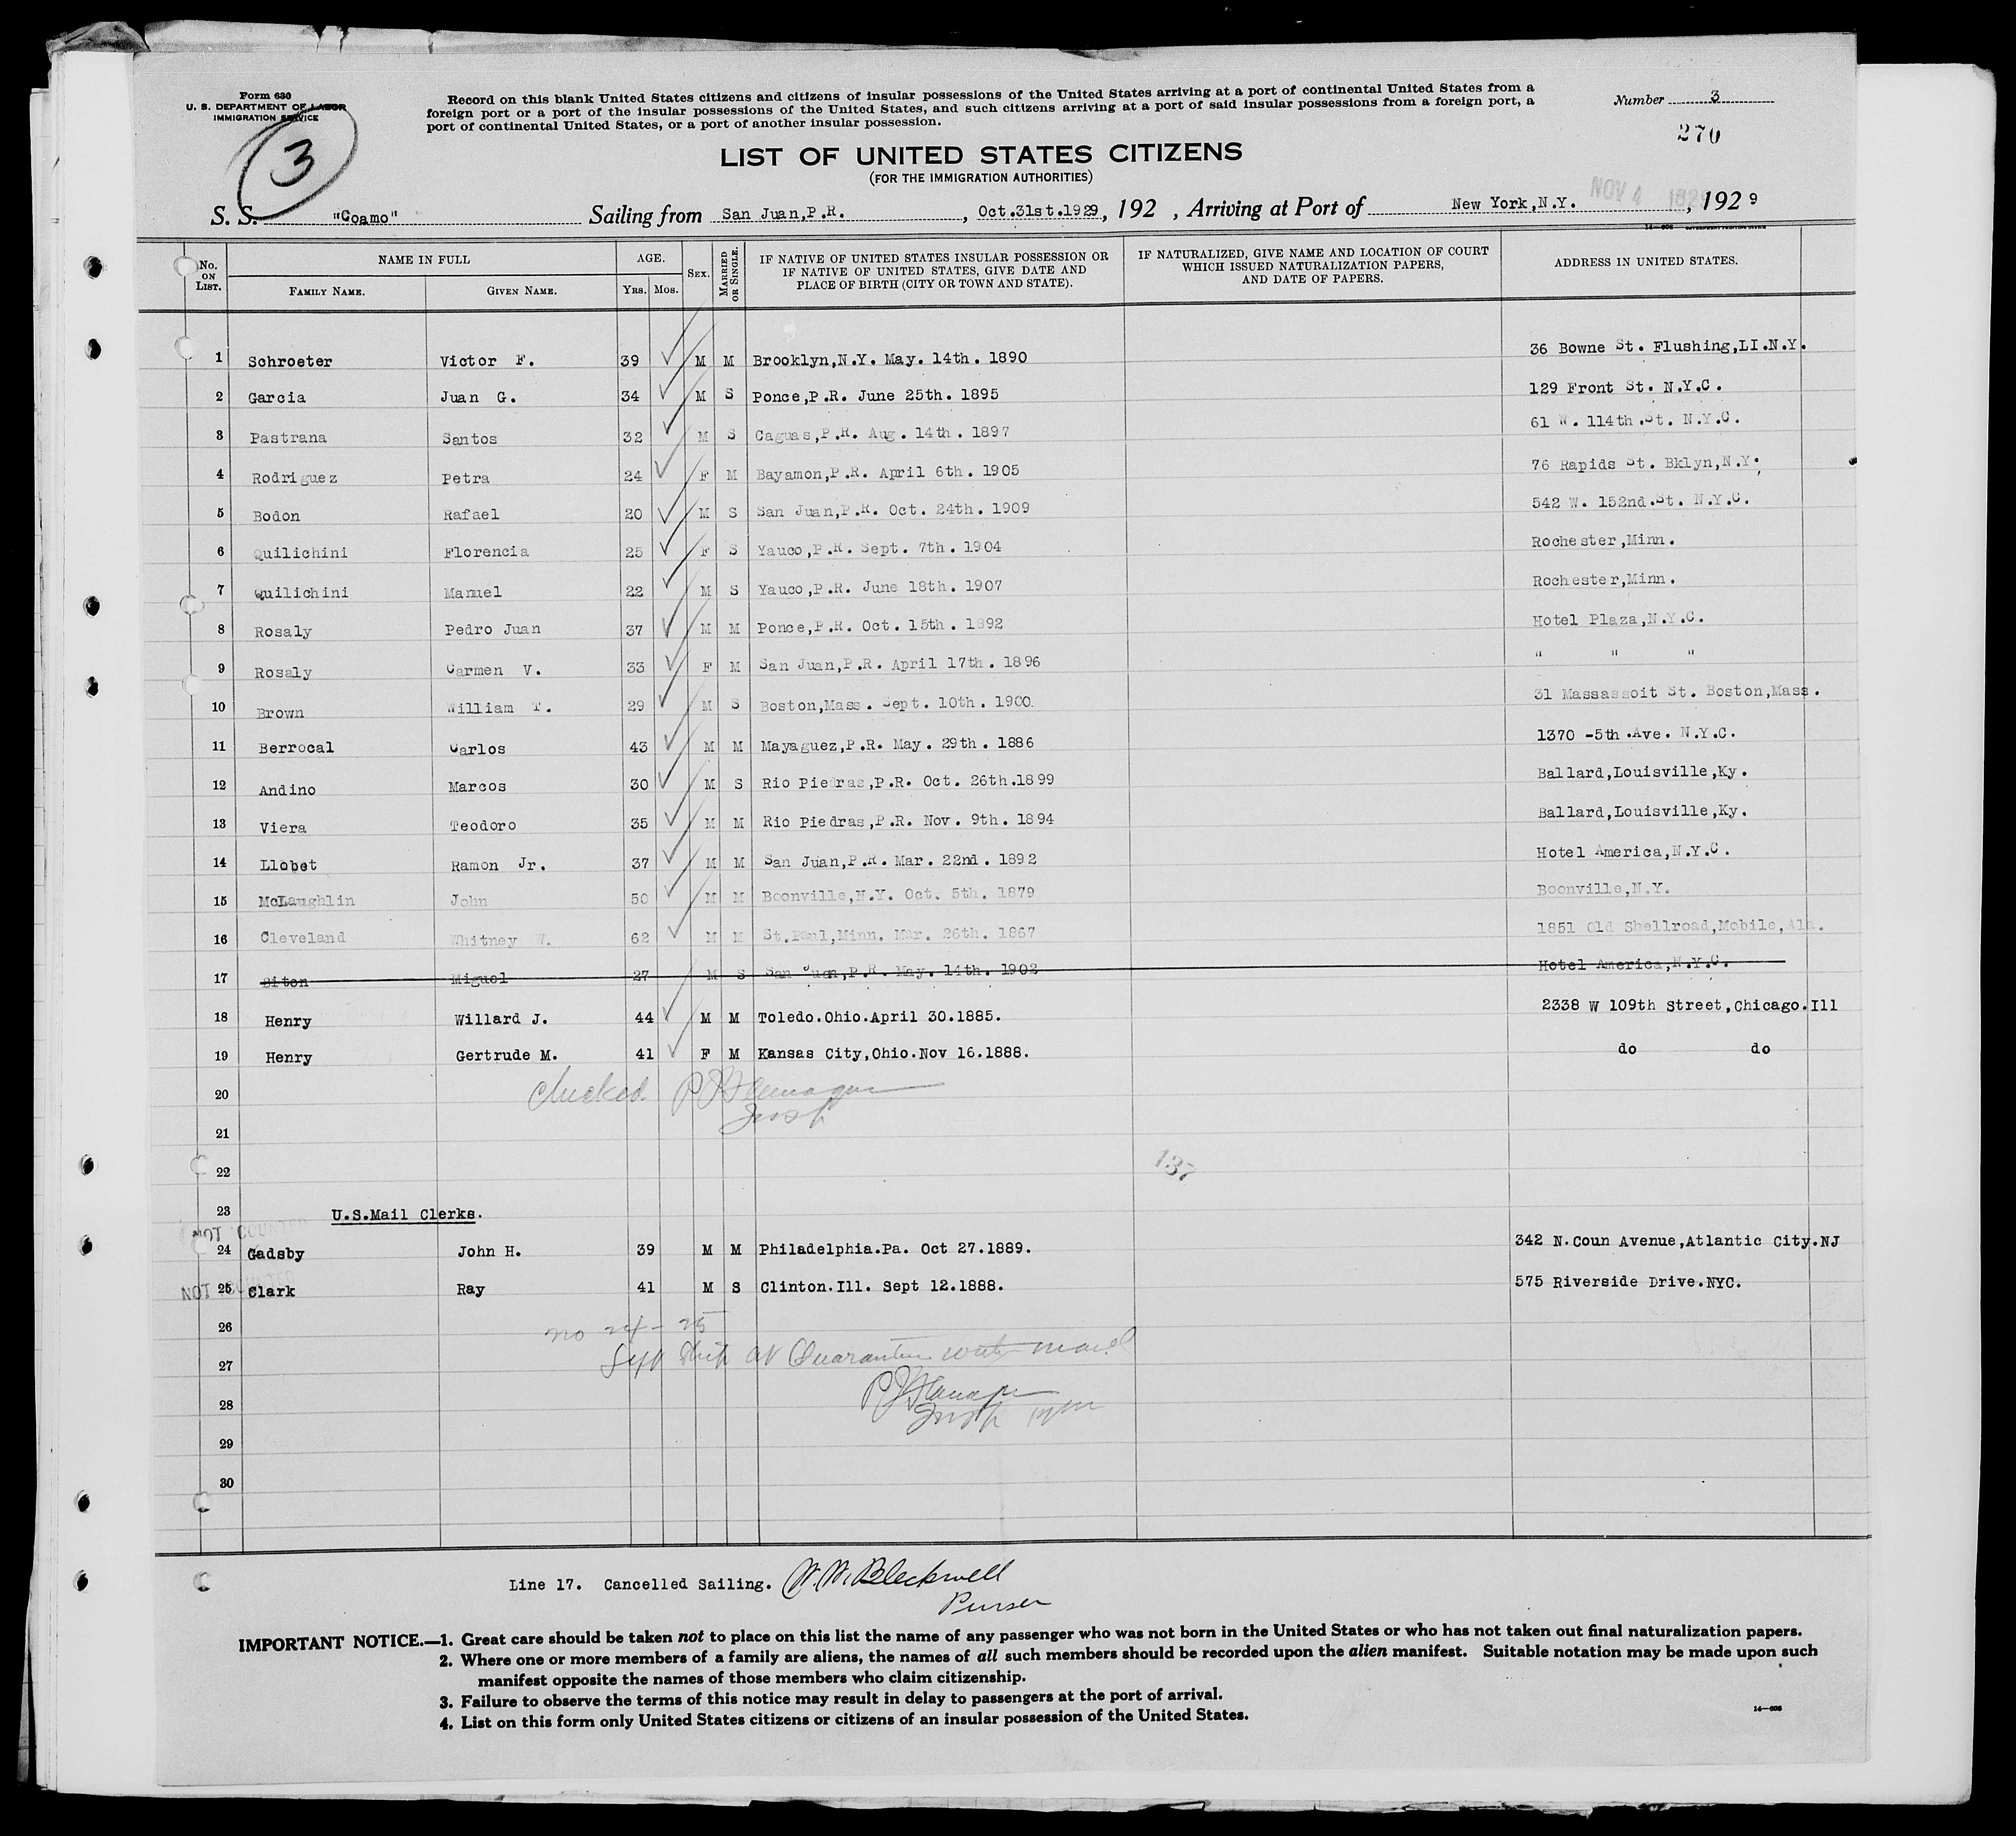 Form 630
U. S. DEPARTMENT OF LABOR
IMMIGRATION SERVICE
3
Record on this blank United States citizens and citizens of insular possessions of the United States arriving at a port of continental United States from a
foreign port or a port of the insular possessions of the United States, and such citizens arriving at a port of said insular possessions from a foreign port, a
port of continental United States, or a port of another insular possession.
Number 3
270
LIST OF UNITED STATES CITIZENS
(FOR THE IMMIGRATION AUTHORITIES)
NOV 4 1929
S. S. "Coamo" Sailing from San Juan,P.R. , Oct.31st.1929, 192 , Arriving at Port of New York,N.Y. , 192 9
No. ON LIST. NAME IN FULL FAMILY NAME. GIVEN NAME. AGE. YRS. MOS. SEX. MARRIED OR SINGLE. IF NATIVE OF UNITED STATES INSULAR POSSESSION OR IF NATIVE OF UNITED STATES, GIVE DATE AND PLACE OF BIRTH (CITY OR TOWN AND STATE). IF NATURALIZED, GIVE NAME AND LOCATION OF COURT WHICH ISSUED NATURALIZATION PAPERS, AND DATE OF PAPERS. ADDRESS IN UNITED STATES.
1 Schroeter Victor F. 39 M M Brooklyn,N.Y. May. 14th. 1890 36 Bowne St. Flushing,LI.N.Y.
2 Garcia Juan G. 34 M S Ponce,P.R. June 25th. 1895 129 Front St. N.Y.C.
3 Pastrana Santos 32 M S Caguas,P.R. Aug. 14th. 1897 61 W. 114th.St. N.Y.C.
4 Rodriguez Petra 24 F M Bayamon,P.R. April 6th. 1905 76 Rapids St. Bklyn,N.Y.
5 Bodon Rafael 20 M S San Juan,P.R. Oct. 24th. 1909 542 W. 152nd.St. N.Y.C.
6 Quilichini Florencia 25 F S Yauco,P.R. Sept. 7th. 1904 Rochester,Minn.
7 Quilichini Manuel 22 M S Yauco,P.R. June 18th. 1907 Rochester,Minn.
8 Rosaly Pedro Juan 37 M M Ponce,P.R. Oct. 15th. 1892 Hotel Plaza,N.Y.C.
9 Rosaly Carmen V. 33 F M San Juan,P.R. April 17th. 1896 " " "
10 Brown William T. 29 M S Boston,Mass. Sept. 10th. 1900. 31 Massassoit St. Boston,Mass.
11 Berrocal Carlos 43 M M Mayaguez,P.R. May. 29th. 1886 1370 -5th.Ave. N.Y.C.
12 Andino Marcos 30 M S Rio Piedras,P.R. Oct. 26th.1899 Ballard,Louisville,Ky.
13 Viera Teodoro 35 M M Rio Piedras,P.R. Nov. 9th. 1894 Ballard,Louisville,Ky.
14 Llobet Ramon Jr. 37 M M San Juan,P.R. Mar. 22nd. 1892 Hotel America,N.Y.C.
15 McLaughlin John 50 M M Boonville,N.Y. Oct. 5th. 1879 Boonville,N.Y.
16 Cleveland Whitney W. 62 M M St.Paul,Minn. Mar. 26th. 1867 1851 Old Shellroad,Mobile,Ala.
17 Biton Miguel 27 M S San Juan,P.R. May. 14th. 1902 Hotel America,N.Y.C.
18 Henry Willard J. 44 M M Toledo.Ohio.April 30.1885. 2338 W 109th Street,Chicago.Ill
19 Henry Gertrude M. 41 F M Kansas City,Ohio.Nov 16.1888. do do
20 checked
Insp
21
22
137
23 U.S.Mail Clerks.
NOT COUNTED
24 Gadsby John H. 39 M M Philadelphia.Pa. Oct 27.1889. 342 N.Coun Avenue,Atlantic City.NJ
NOT COUNTED
25 Clark Ray 41 M S Clinton.Ill. Sept 12.1888. 575 Riverside Drive.NYC.
26 no 24 - 25
27 left ship at Quarantine with mail
28 Insp
29
30
Line 17. Cancelled Sailing. W. W. Bleckwell
Purser
IMPORTANT NOTICE.—1. Great care should be taken not to place on this list the name of any passenger who was not born in the United States or who has not taken out final naturalization papers.
2. Where one or more members of a family are aliens, the names of all such members should be recorded upon the alien manifest. Suitable notation may be made upon such
manifest opposite the names of those members who claim citizenship.
3. Failure to observe the terms of this notice may result in delay to passengers at the port of arrival.
4. List on this form only United States citizens or citizens of an insular possession of the United States.
14—606